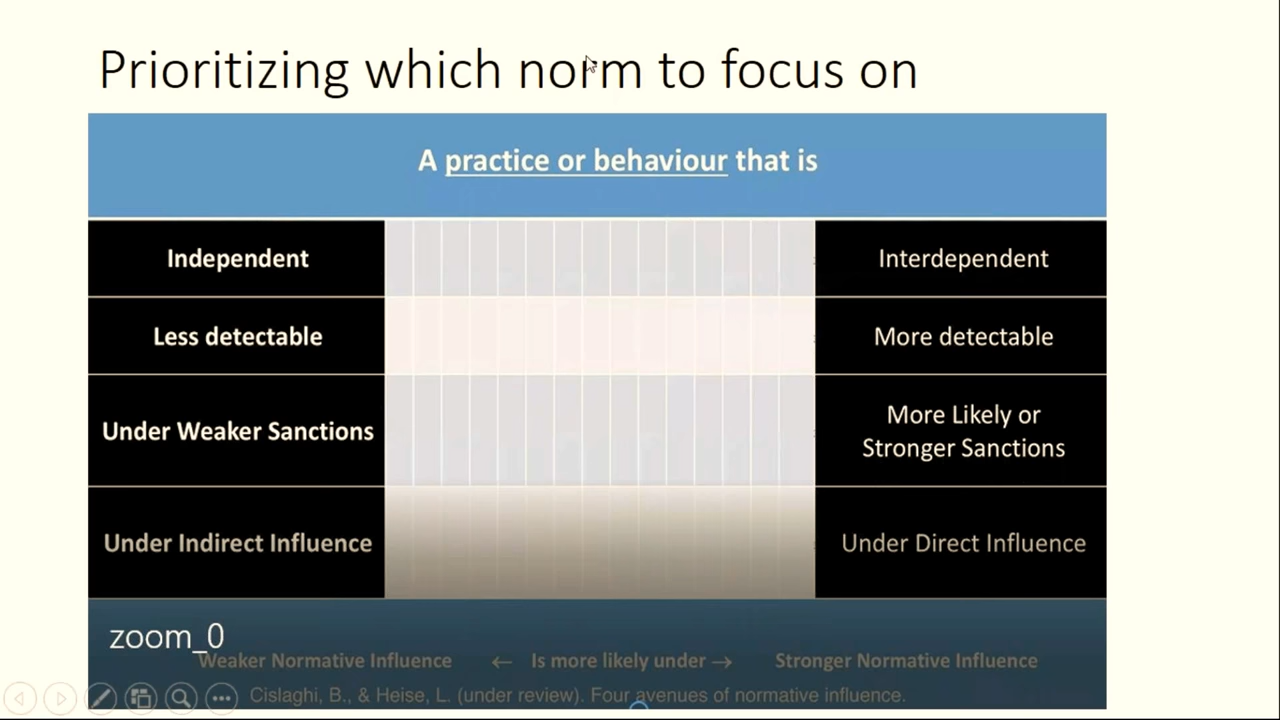 Prioritizing which norm to focus on
A practice or behaviour that is
Independent
Interdependent
Less detectable
More detectable
Under Weaker Sanctions
More Likely or
Stronger Sanctions
Under Indirect Influence
Under Direct Influence
zoom_0
Weaker Normative Influence ← Is more likely under → Stronger Normative Influence
Cislaghi, B., & Heise, L. (under review). Four avenues of normative influence.